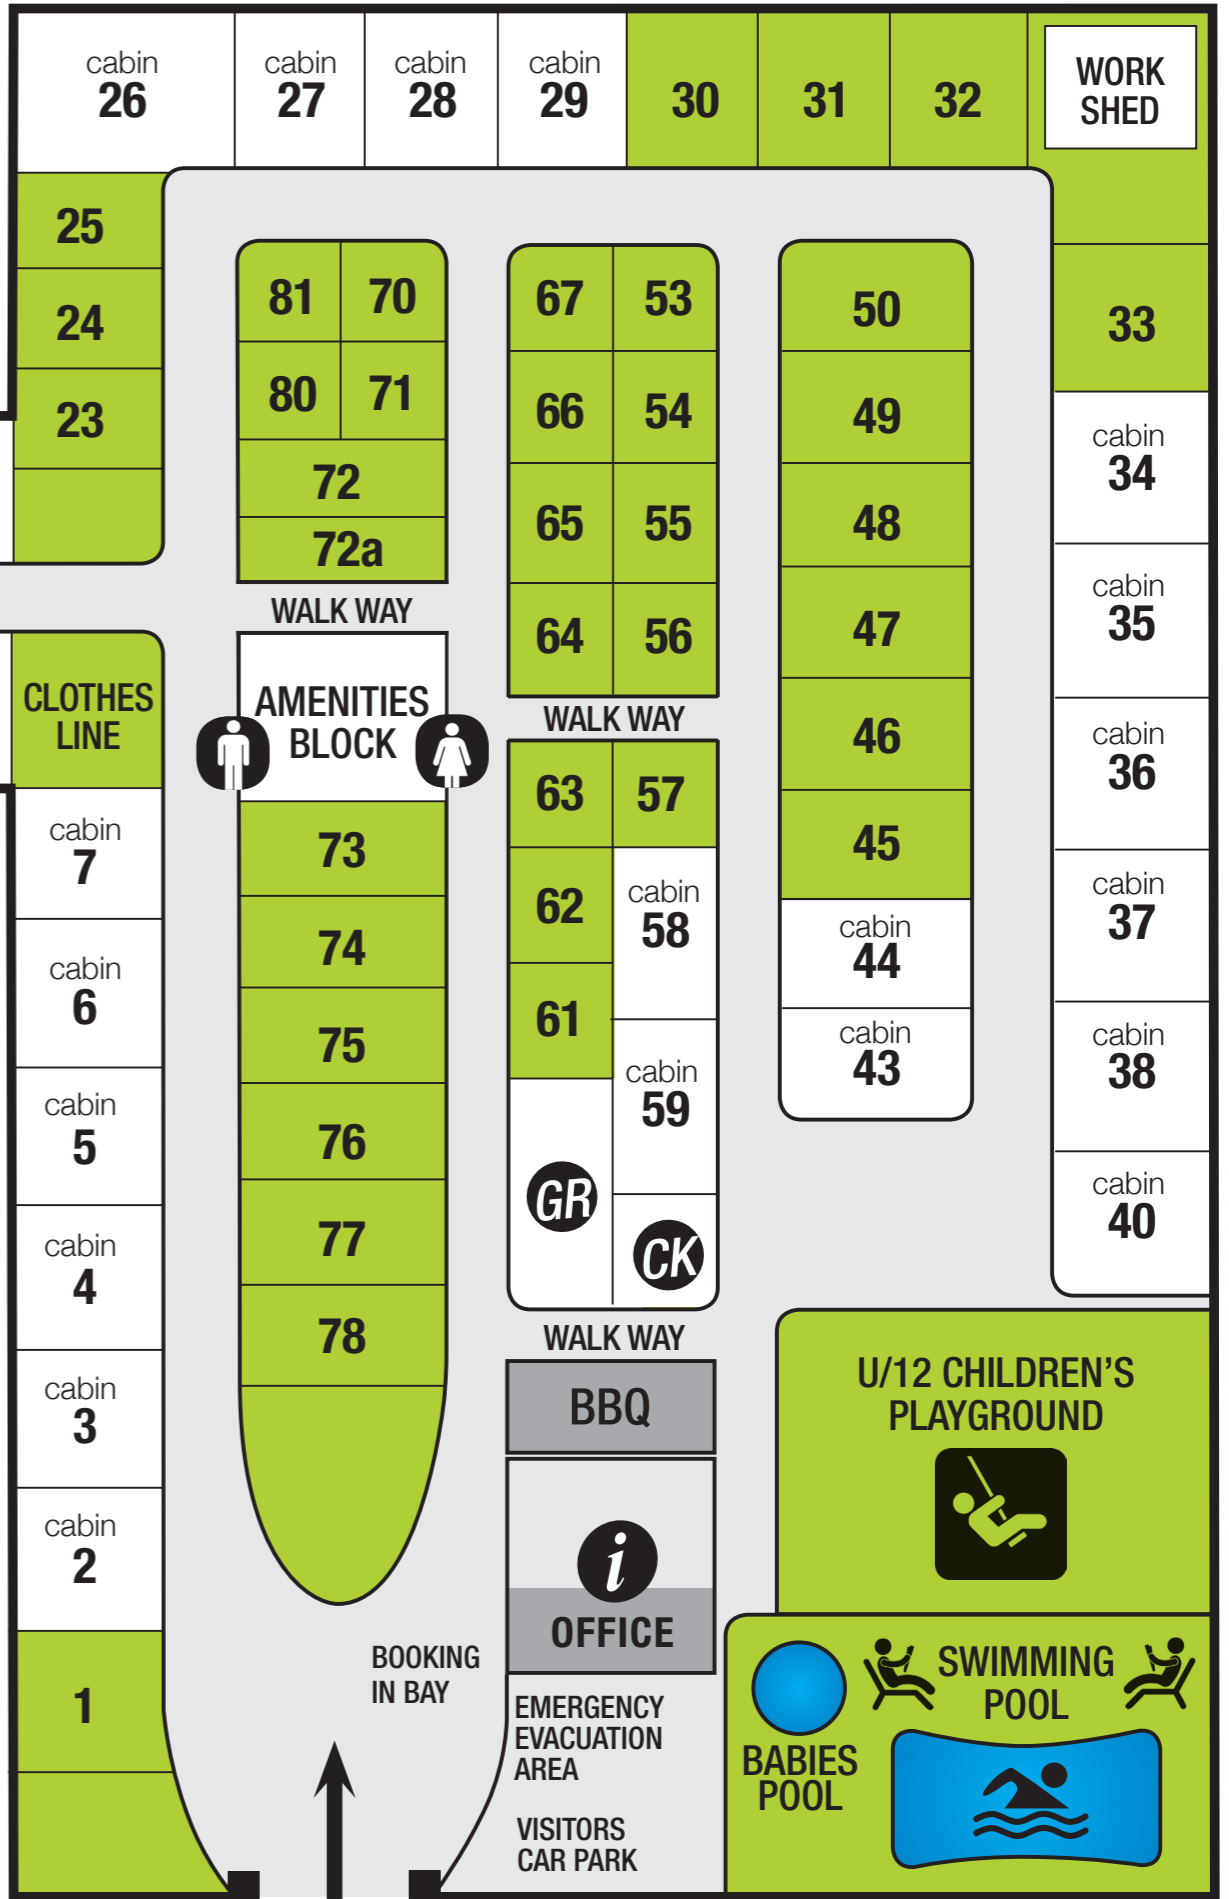 cabin
26
cabin
27
cabin
28
cabin
29
30
31
32
WORK
SHED
25
24
23
81
70
80
71
72
72a
WALK WAY
AMENITIES
BLOCK
73
74
75
76
77
78
67
53
66
54
65
55
64
56
WALK WAY
63
57
62
cabin
58
61
cabin
59
GR
CK
WALK WAY
BBQ
i
OFFICE
50
49
48
47
46
45
cabin
44
cabin
43
33
cabin
34
cabin
35
cabin
36
cabin
37
cabin
38
cabin
40
CLOTHES
LINE
cabin
7
cabin
6
cabin
5
cabin
4
cabin
3
cabin
2
1
BOOKING
IN BAY
EMERGENCY
EVACUATION
AREA
VISITORS
CAR PARK
U/12 CHILDREN'S
PLAYGROUND
SWIMMING
POOL
BABIES
POOL